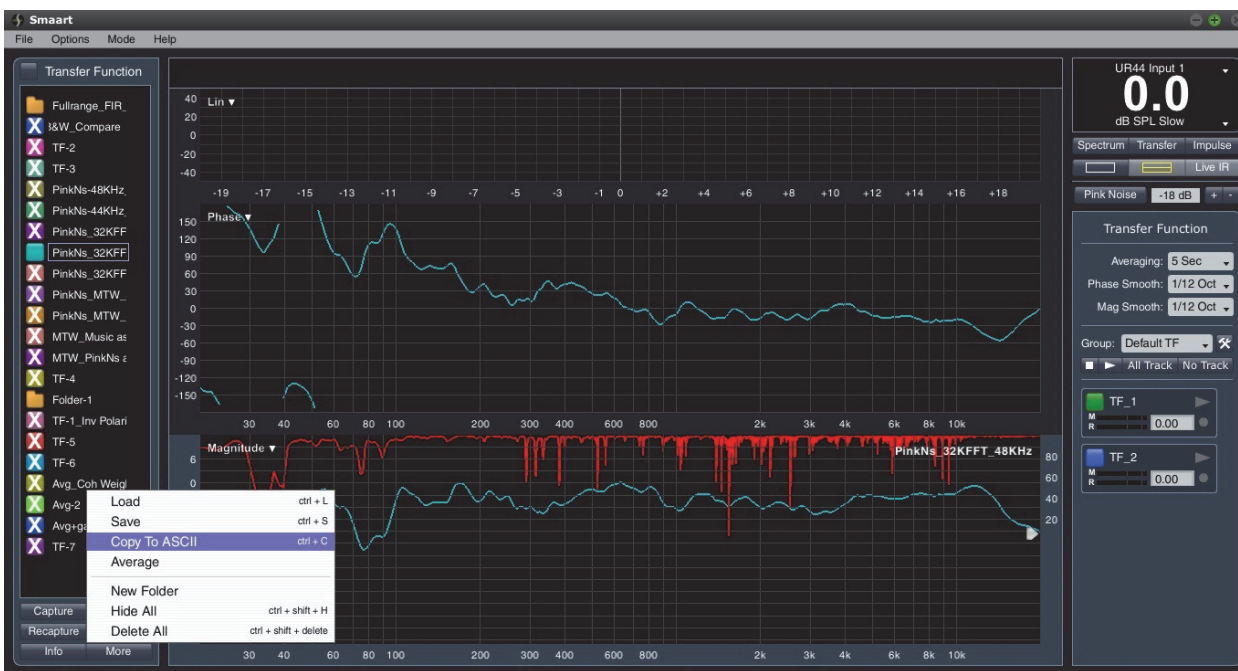 Smaart
File Options Mode Help
Transfer Function
Fullrange_FIR_
&W_Compare
TF-2
TF-3
PinkNs-48KHz_
PinkNs-44KHz_
PinkNs_32KFF
PinkNs_32KFF
PinkNs_32KFF
PinkNs_MTW_
PinkNs_MTW_
MTW_Music as
MTW_PinkNs a
TF-4
Folder-1
TF-1_Inv Polari
TF-5
TF-6
Avg_Coh Weigl
Avg-2
Avg+ga
TF-7
Capture
Recapture
Info More
Load ctrl + L
Save ctrl + S
Copy To ASCII ctrl + C
Average
New Folder
Hide All ctrl + shift + H
Delete All ctrl + shift + delete
Lin ▼
40
20
0
-20
-40
-19 -17 -15 -13 -11 -9 -7 -5 -3 -1 0 +2 +4 +6 +8 +10 +12 +14 +16 +18
Phase ▼
150
120
90
60
30
0
-30
-60
-90
-120
-150
30 40 60 80 100 200 300 400 600 800 2k 3k 4k 6k 8k 10k
Magnitude ▼ PinkNs_32KFFT_48KHz
6
0
80
60
40
20
30 40 60 80 100 200 300 400 600 800 2k 3k 4k 6k 8k 10k
UR44 Input 1
0.0
dB SPL Slow
Spectrum Transfer Impulse
Live IR
Pink Noise -18 dB + -
Transfer Function
Averaging: 5 Sec
Phase Smooth: 1/12 Oct
Mag Smooth: 1/12 Oct
Group: Default TF
All Track No Track
TF_1
M
R 0.00
TF_2
M
R 0.00